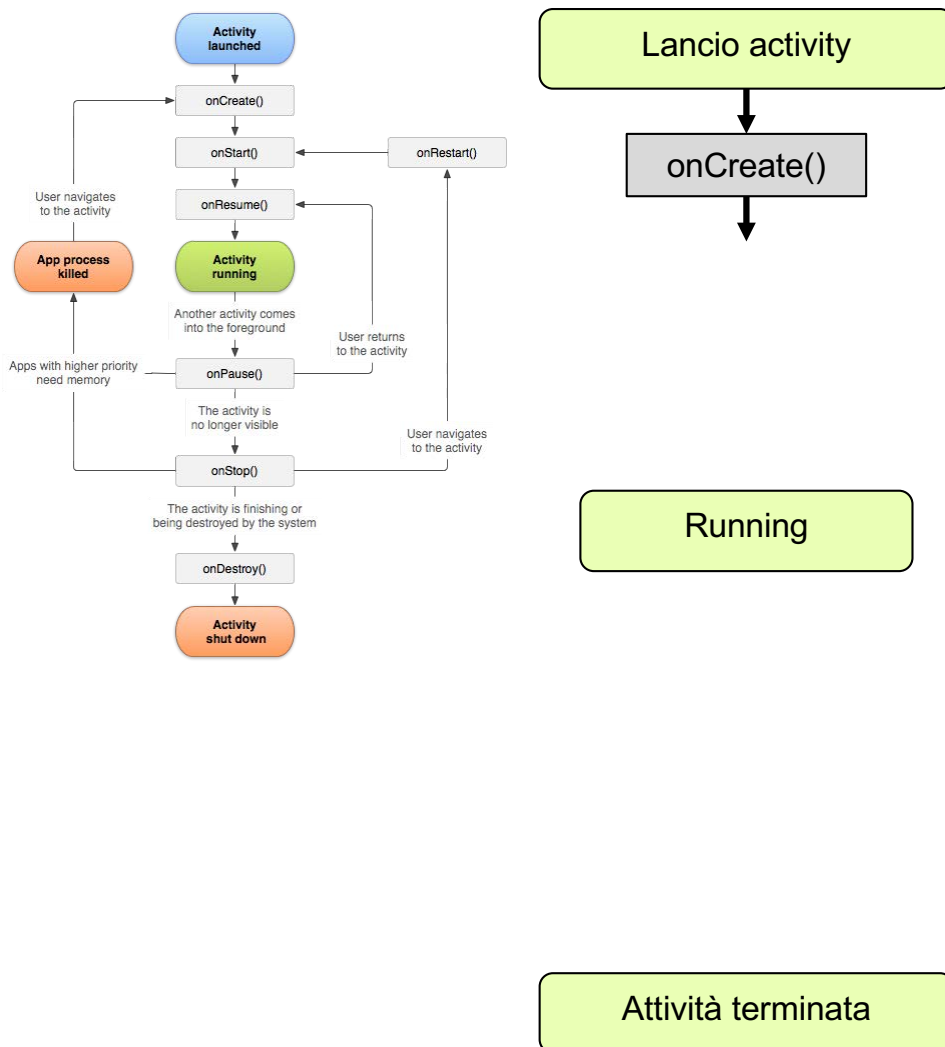 Activity
launched
onCreate()
onStart()
onRestart()
User navigates
to the activity
onResume()
App process
killed
Activity
running
Another activity comes
into the foreground
User returns
to the activity
Apps with higher priority
need memory
onPause()
The activity is
no longer visible
User navigates
to the activity
onStop()
The activity is finishing or
being destroyed by the system
onDestroy()
Activity
shut down
Lancio activity
onCreate()
Running
Attività terminata